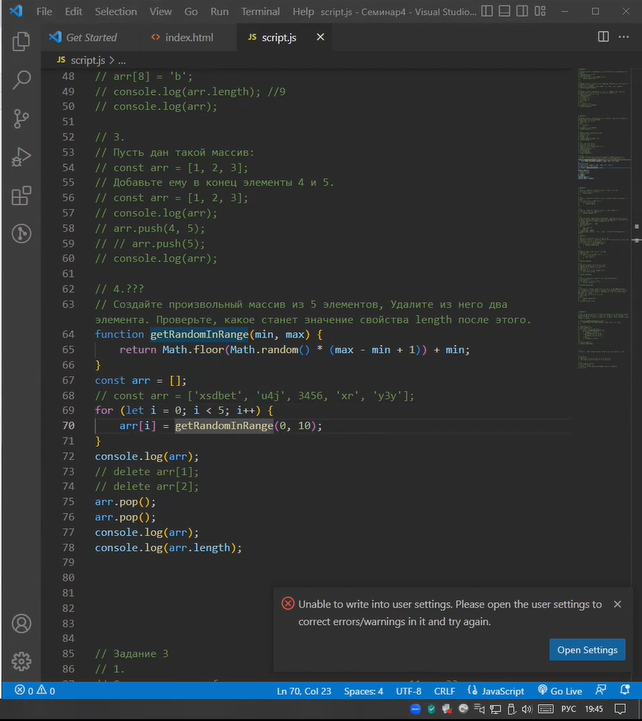 File Edit Selection View Go Run Terminal Help script.js - Семинар4 - Visual Studio...
Get Started index.html script.js
script.js > ...
48 // arr[8] = 'b';
49 // console.log(arr.length); //9
50 // console.log(arr);
51
52 // 3.
53 // Пусть дан такой массив:
54 // const arr = [1, 2, 3];
55 // Добавьте ему в конец элементы 4 и 5.
56 // const arr = [1, 2, 3];
57 // console.log(arr);
58 // arr.push(4, 5);
59 // // arr.push(5);
60 // console.log(arr);
61
62 // 4.???
63 // Создайте произвольный массив из 5 элементов, Удалите из него два
элемента. Проверьте, какое станет значение свойства length после этого.
64 function getRandomInRange(min, max) {
65 return Math.floor(Math.random() * (max - min + 1)) + min;
66 }
67 const arr = [];
68 // const arr = ['xsdbet', 'u4j', 3456, 'xr', 'y3y'];
69 for (let i = 0; i < 5; i++) {
70 arr[i] = getRandomInRange(0, 10);
71 }
72 console.log(arr);
73 // delete arr[1];
74 // delete arr[2];
75 arr.pop();
76 arr.pop();
77 console.log(arr);
78 console.log(arr.length);
79
80
81
82
83
84
85 // Задание 3
86 // 1.
Unable to write into user settings. Please open the user settings to
correct errors/warnings in it and try again.
Open Settings
0 0 Ln 70, Col 23 Spaces: 4 UTF-8 CRLF JavaScript Go Live
РУС 19:45